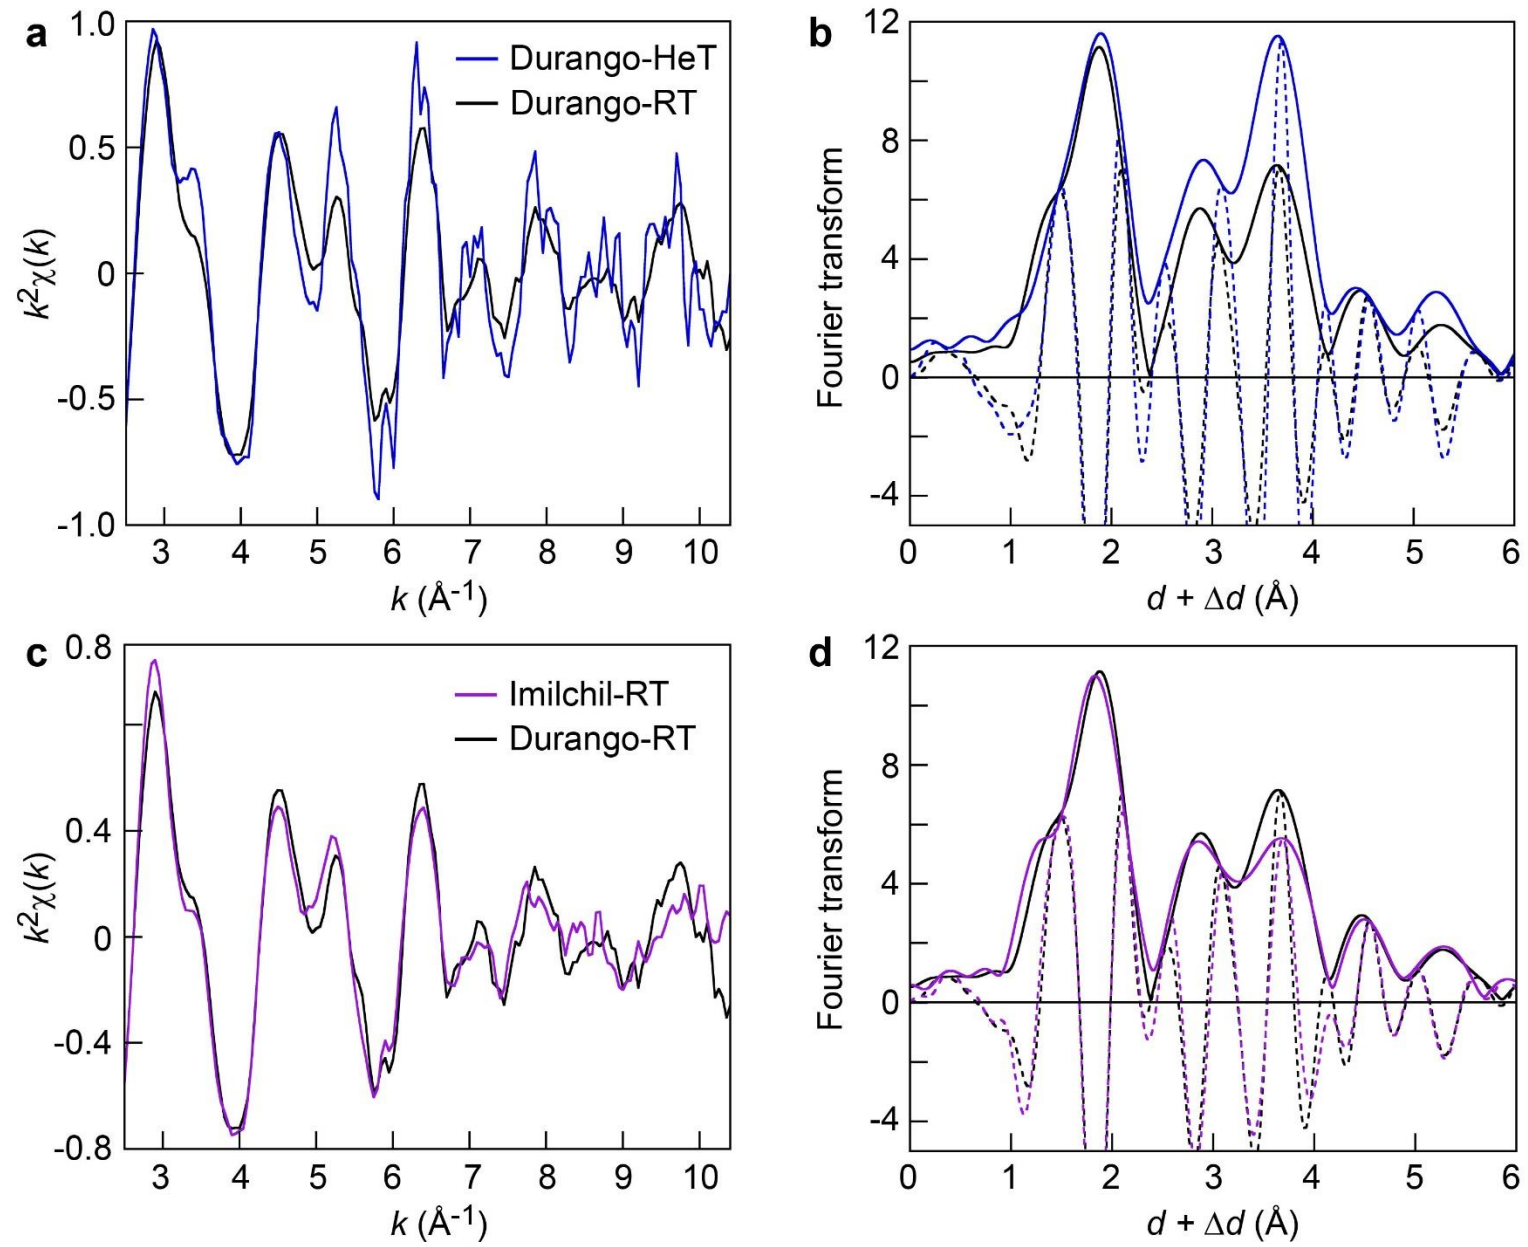 a
1.0
0.5
0
-0.5
-1.0
k²χ(k)
Durango-HeT
Durango-RT
3 4 5 6 7 8 9 10
k (Å⁻¹)
b
12
8
4
0
-4
Fourier transform
0 1 2 3 4 5 6
d + Δd (Å)
c
0.8
0.4
0
-0.4
-0.8
k²χ(k)
Imilchil-RT
Durango-RT
3 4 5 6 7 8 9 10
k (Å⁻¹)
d
12
8
4
0
-4
Fourier transform
0 1 2 3 4 5 6
d + Δd (Å)